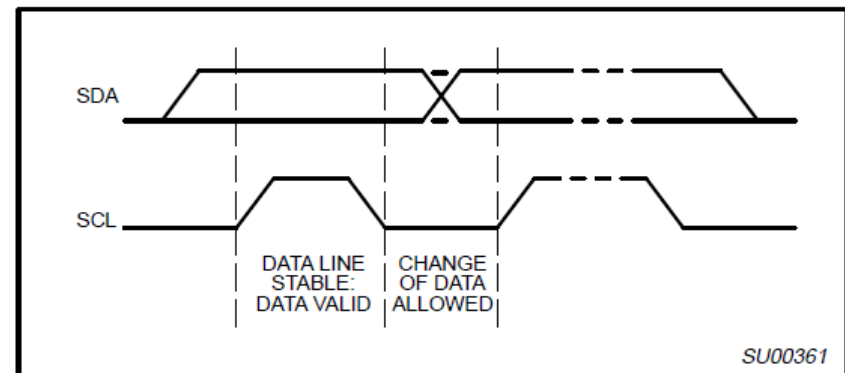 SDA
SCL
DATA LINE
STABLE:
DATA VALID
CHANGE
OF DATA
ALLOWED
SU00361